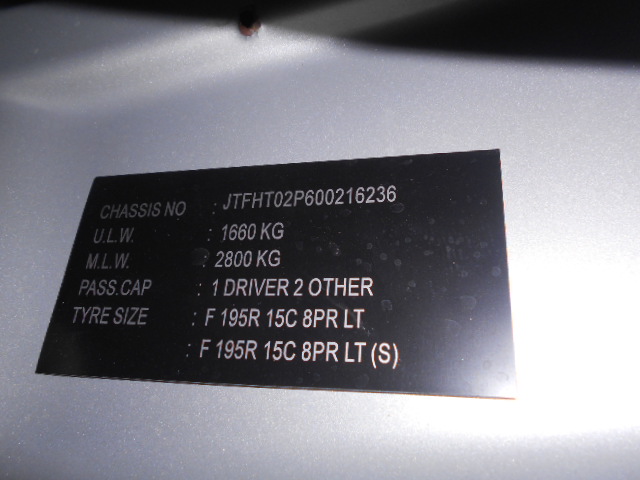 CHASSIS NO : JTFHT02P600216236
U.L.W. : 1660 KG
M.L.W. : 2800 KG
PASS.CAP : 1 DRIVER 2 OTHER
TYRE SIZE : F 195R 15C 8PR LT
: F 195R 15C 8PR LT (S)